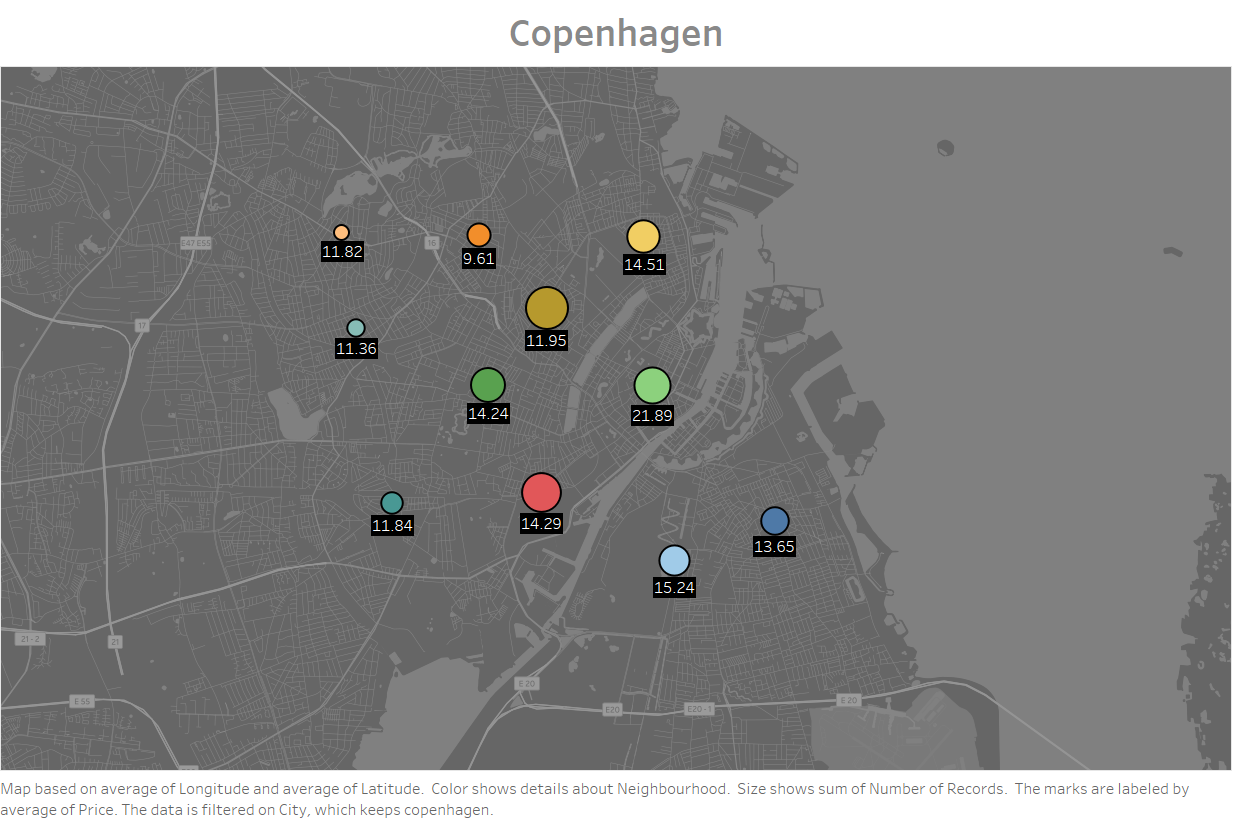 Copenhagen
E47 E55
16
11.82
9.61
14.51
17
11.36
11.95
14.24
21.89
11.84
14.29
13.65
15.24
21 - 2
21
E 55
E 20
E20
E20 - 1
E 20
Map based on average of Longitude and average of Latitude.  Color shows details about Neighbourhood.  Size shows sum of Number of Records.  The marks are labeled by
average of Price. The data is filtered on City, which keeps copenhagen.